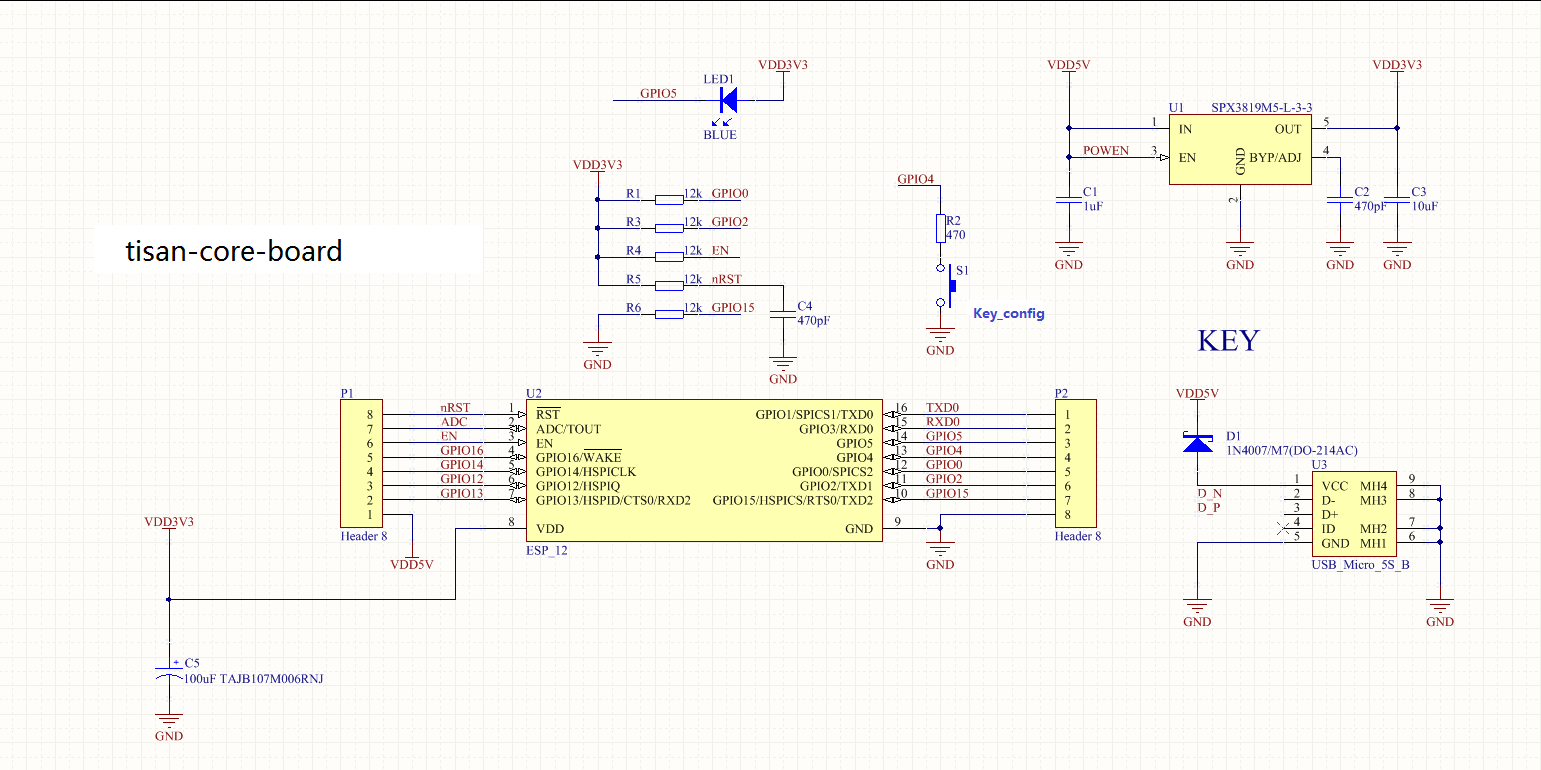 tisan-core-board
LED1
VDD3V3
GPIO5
BLUE
VDD3V3
R1 12k GPIO0
R3 12k GPIO2
R4 12k EN
R5 12k nRST
R6 12k GPIO15
GND
C4
470pF
GND
GPIO4
R2
470
S1
Key_config
GND
VDD5V
VDD3V3
U1 SPX3819M5-L-3-3
1 IN OUT 5
POWEN 3 EN GND BYP/ADJ 4
2
C1
1uF
C2
470pF
C3
10uF
GND
GND
GND
GND
KEY
P1
8 nRST
7 ADC
6 EN
5 GPIO16
4 GPIO14
3 GPIO12
2 GPIO13
1
Header 8
VDD5V
U2
1 RST GPIO1/SPICS1/TXD0 16
2 ADC/TOUT GPIO3/RXD0 15
3 EN GPIO5 14
4 GPIO16/WAKE GPIO4 13
5 GPIO14/HSPICLK GPIO0/SPICS2 12
6 GPIO12/HSPIQ GPIO2/TXD1 11
7 GPIO13/HSPID/CTS0/RXD2 GPIO15/HSPICS/RTS0/TXD2 10
8 VDD GND 9
ESP_12
P2
TXD0 1
RXD0 2
GPIO5 3
GPIO4 4
GPIO0 5
GPIO2 6
GPIO15 7
8
Header 8
GND
VDD5V
D1
1N4007/M7(DO-214AC)
U3
1 VCC MH4 9
D_N 2 D- MH3 8
D_P 3 D+
4 ID MH2 7
5 GND MH1 6
USB_Micro_5S_B
GND
GND
VDD3V3
+ C5
100uF TAJB107M006RNJ
GND